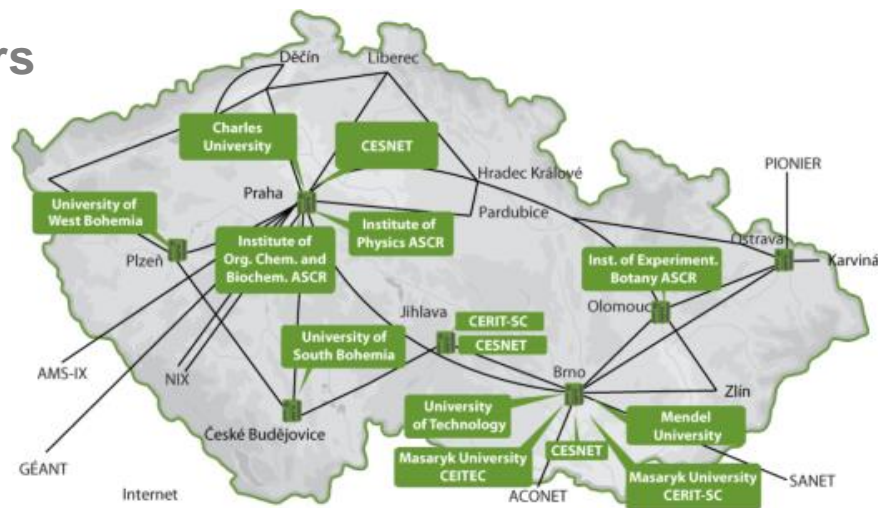 rs
Děčín
Liberec
Charles
University
CESNET
Hradec Králové
PIONIER
Praha
University of
West Bohemia
Institute of
Physics ASCR
Pardubice
Institute of
Org. Chem. and
Biochem. ASCR
Inst. of Experiment.
Botany ASCR
Ostrava
Karviná
Plzeň
Olomouc
Jihlava
CERIT-SC
CESNET
University of
South Bohemia
AMS-IX
NIX
Brno
Zlín
České Budějovice
University
of Technology
Mendel
University
CESNET
Masaryk University
CEITEC
Masaryk University
CERIT-SC
GÉANT
Internet
ACONET
SANET